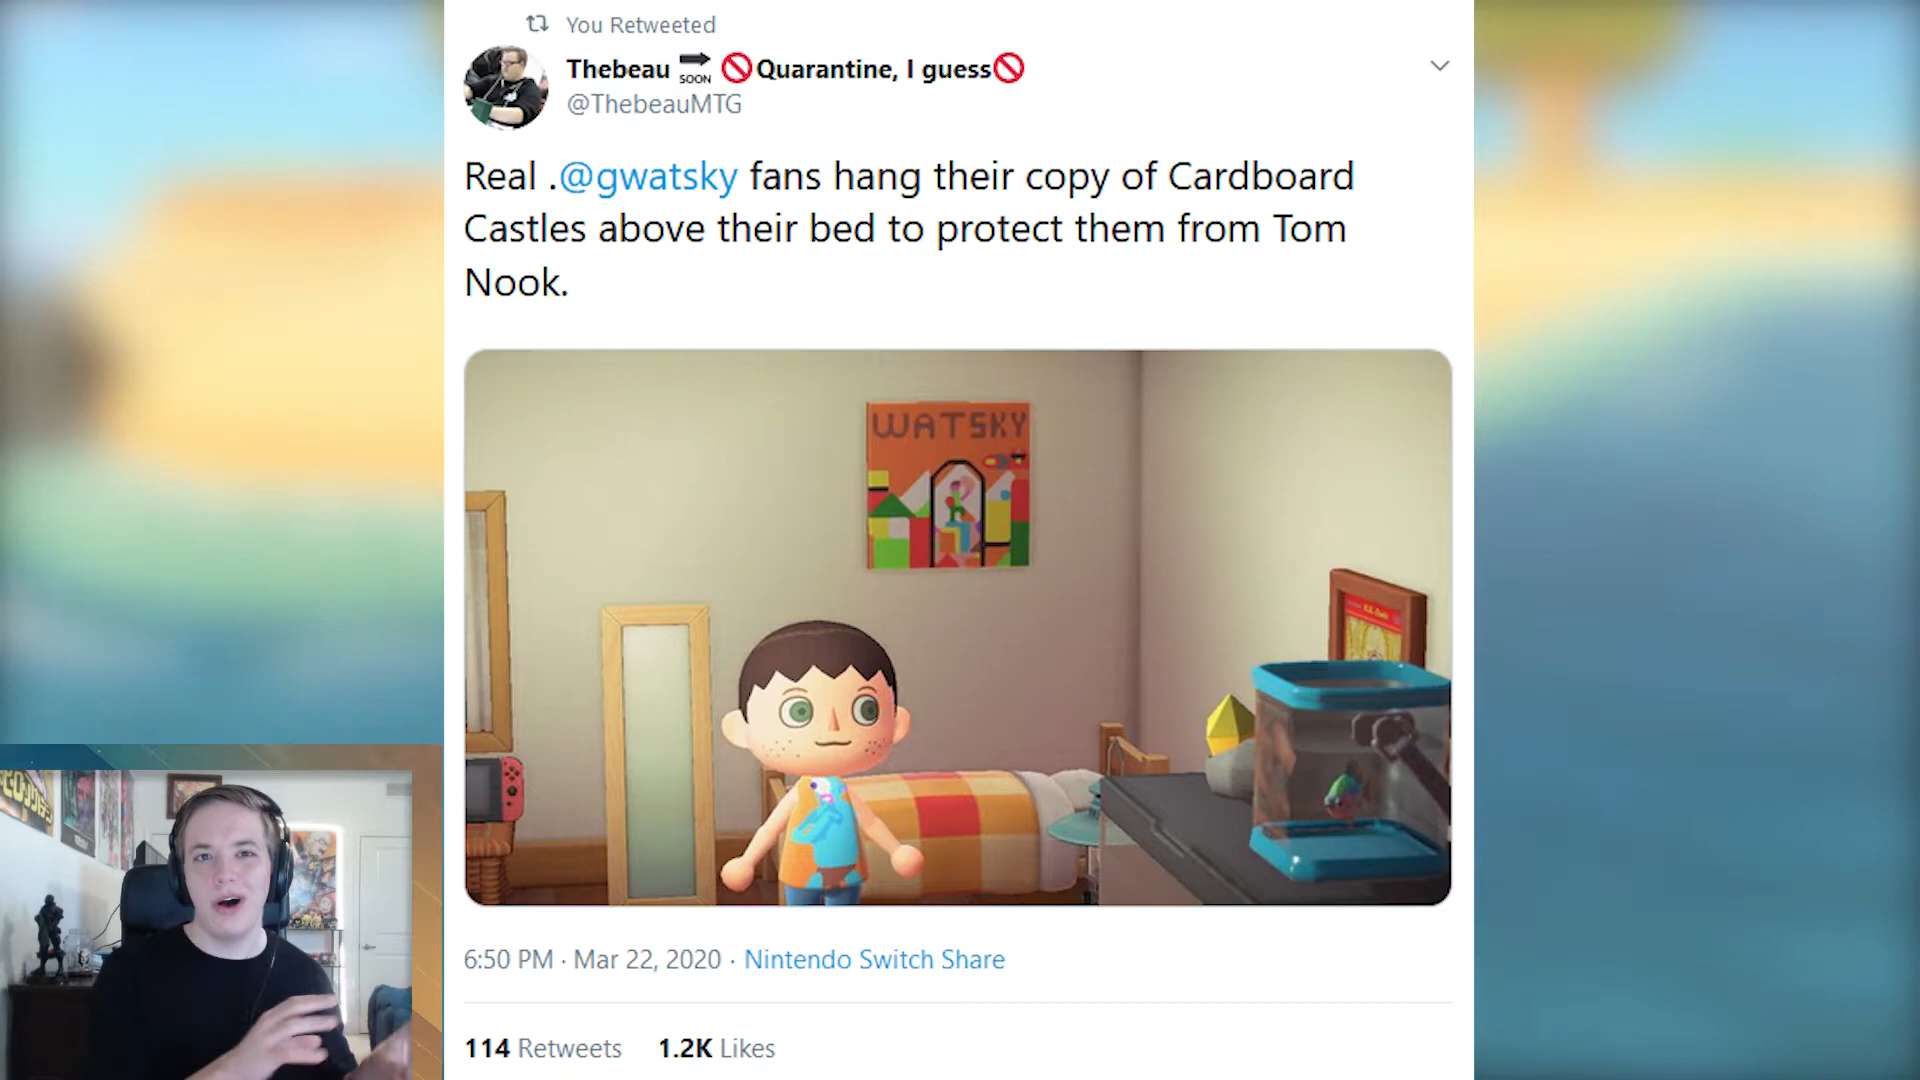 You Retweeted
Thebeau 🔜 🚫Quarantine, I guess🚫
SOON
@ThebeauMTG
Real .@gwatsky fans hang their copy of Cardboard
Castles above their bed to protect them from Tom
Nook.
WATSKY
6:50 PM · Mar 22, 2020 · Nintendo Switch Share
114 Retweets 1.2K Likes